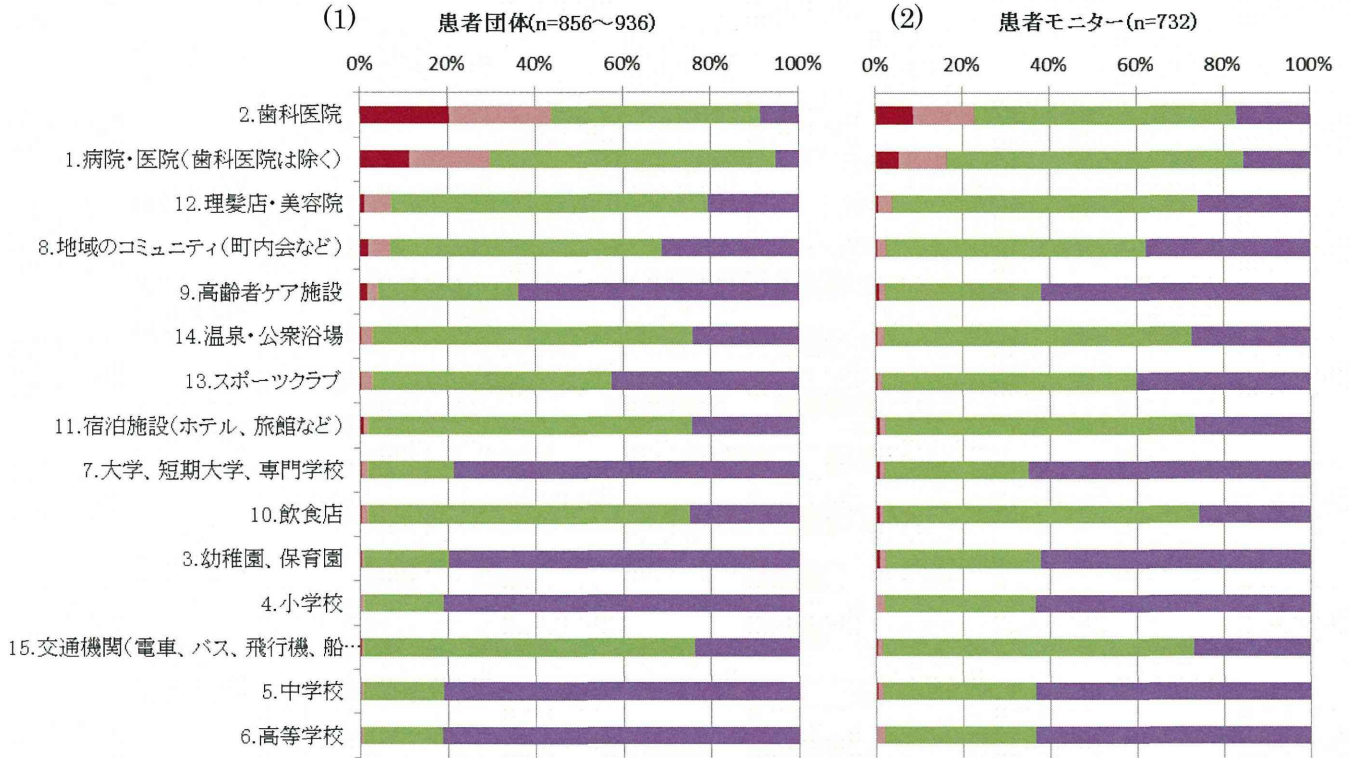 (1) 患者団体(n=856～936)
(2) 患者モニター(n=732)
0% 20% 40% 60% 80% 100%
0% 20% 40% 60% 80% 100%
2.歯科医院
1.病院・医院(歯科医院は除く)
12.理髪店・美容院
8.地域のコミュニティ(町内会など)
9.高齢者ケア施設
14.温泉・公衆浴場
13.スポーツクラブ
11.宿泊施設(ホテル、旅館など)
7.大学、短期大学、専門学校
10.飲食店
3.幼稚園、保育園
4.小学校
15.交通機関(電車、バス、飛行機、船…
5.中学校
6.高等学校